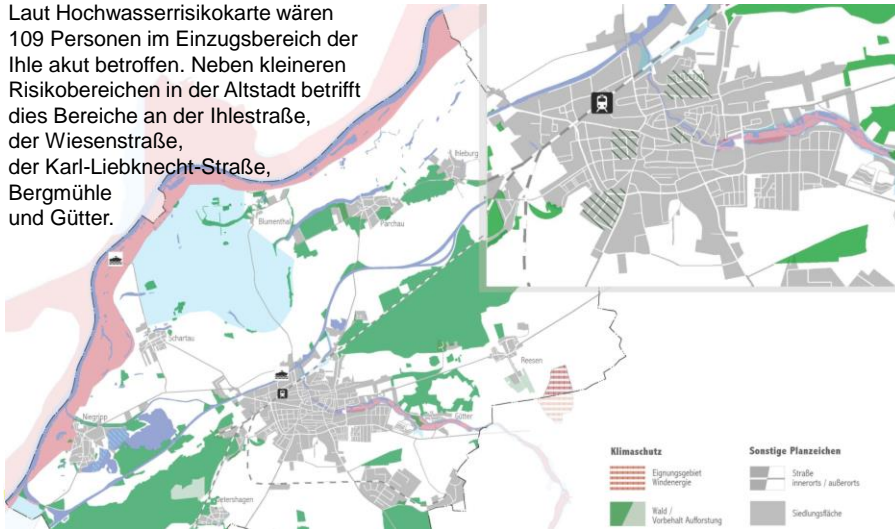 Laut Hochwasserrisikokarte wären
109 Personen im Einzugsbereich der
Ihle akut betroffen. Neben kleineren
Risikobereichen in der Altstadt betrifft
dies Bereiche an der Ihlestraße,
der Wiesenstraße,
der Karl-Liebknecht-Straße,
Bergmühle
und Gütter.
Ihleburg
Blumenthal
Parchau
Schartau
Reesen
Niegripp
Gütter
Detershagen
Klimaschutz
Eignungsgebiet
Windenergie
Wald /
Vorbehalt Aufforstung
Sonstige Planzeichen
Straße
innerorts / außerorts
Siedlungsfläche